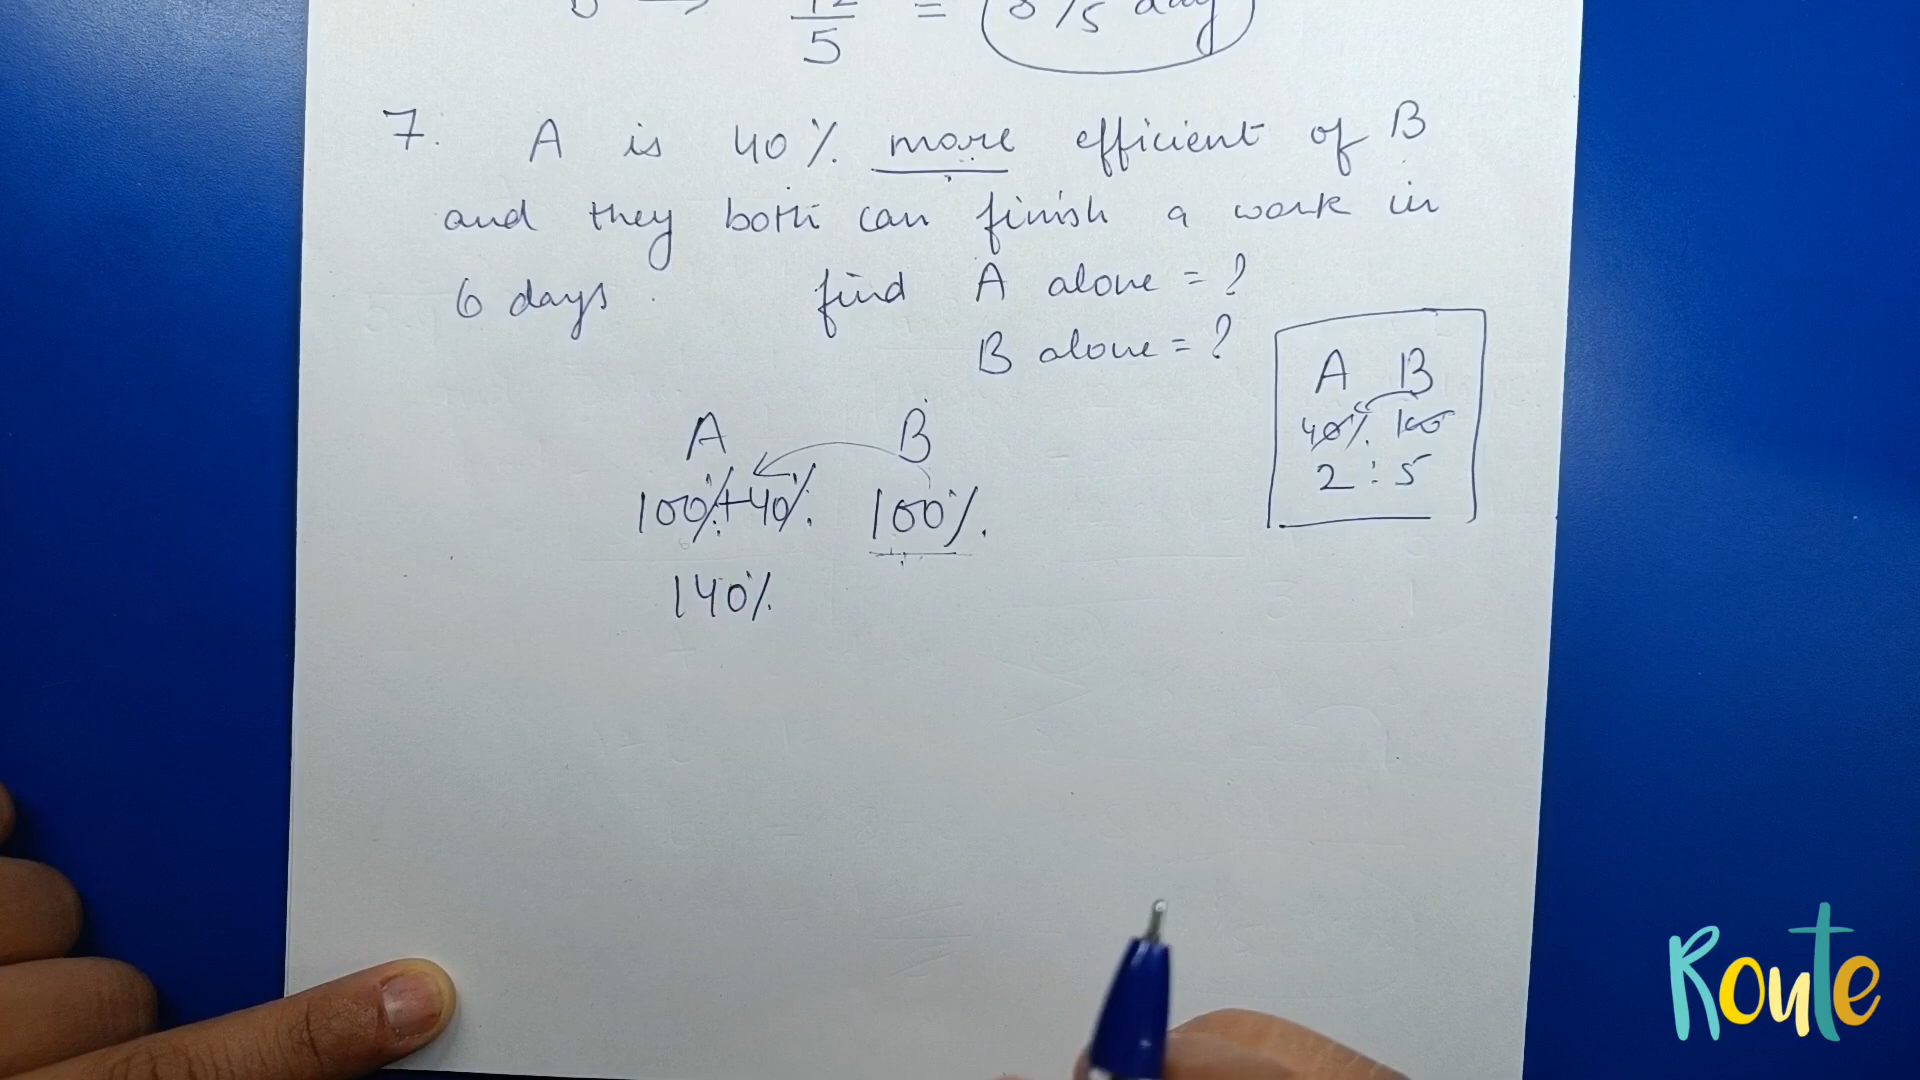 5 =
7. A is 40% more efficient of B
and they both can finish a work in
6 days. find A alone = ?
B alone = ?
A B
40% 100
2 : 5
A B
100% + 40% 100%
140%
Route